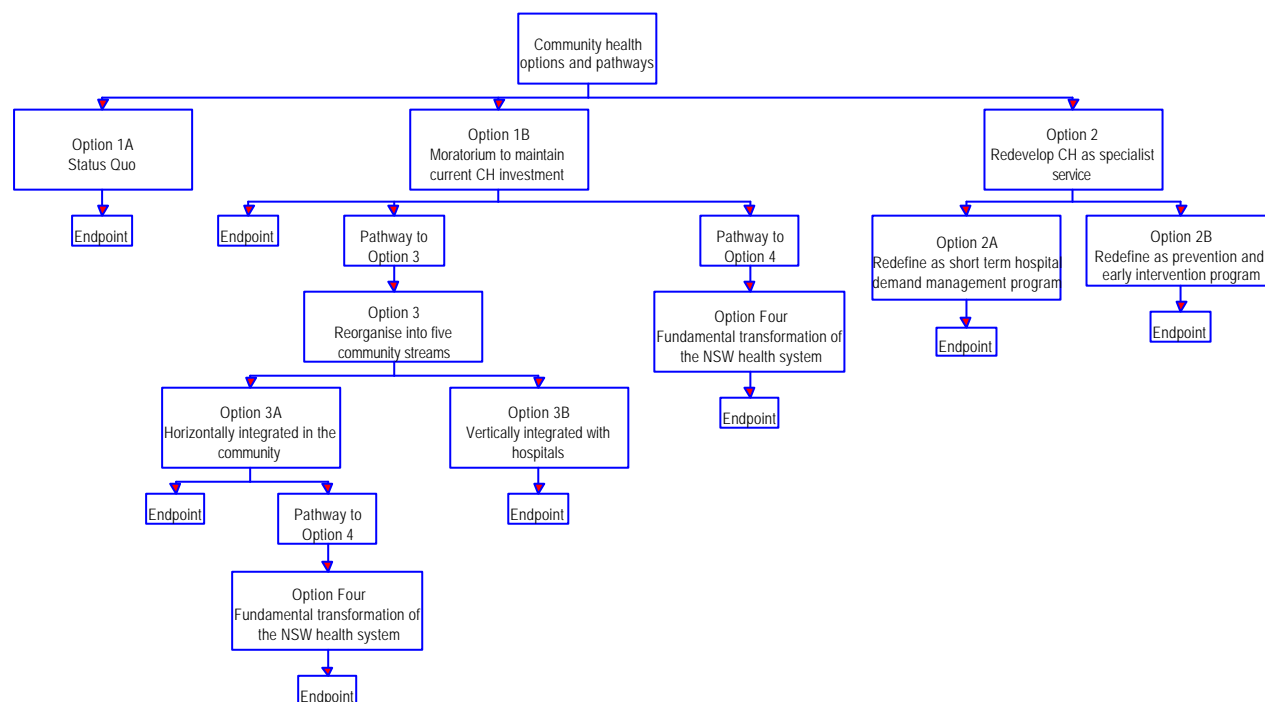 Community health
options and pathways
Option 1A
Status Quo
Option 1B
Moratorium to maintain
current CH investment
Option 2
Redevelop CH as specialist
service
Endpoint
Endpoint
Pathway to
Option 3
Pathway to
Option 4
Option 2A
Redefine as short term hospital
demand management program
Option 2B
Redefine as prevention and
early intervention program
Option 3
Reorganise into five
community streams
Option Four
Fundamental transformation of
the NSW health system
Endpoint
Endpoint
Option 3A
Horizontally integrated in the
community
Option 3B
Vertically integrated with
hospitals
Endpoint
Endpoint
Pathway to
Option 4
Endpoint
Option Four
Fundamental transformation of
the NSW health system
Endpoint